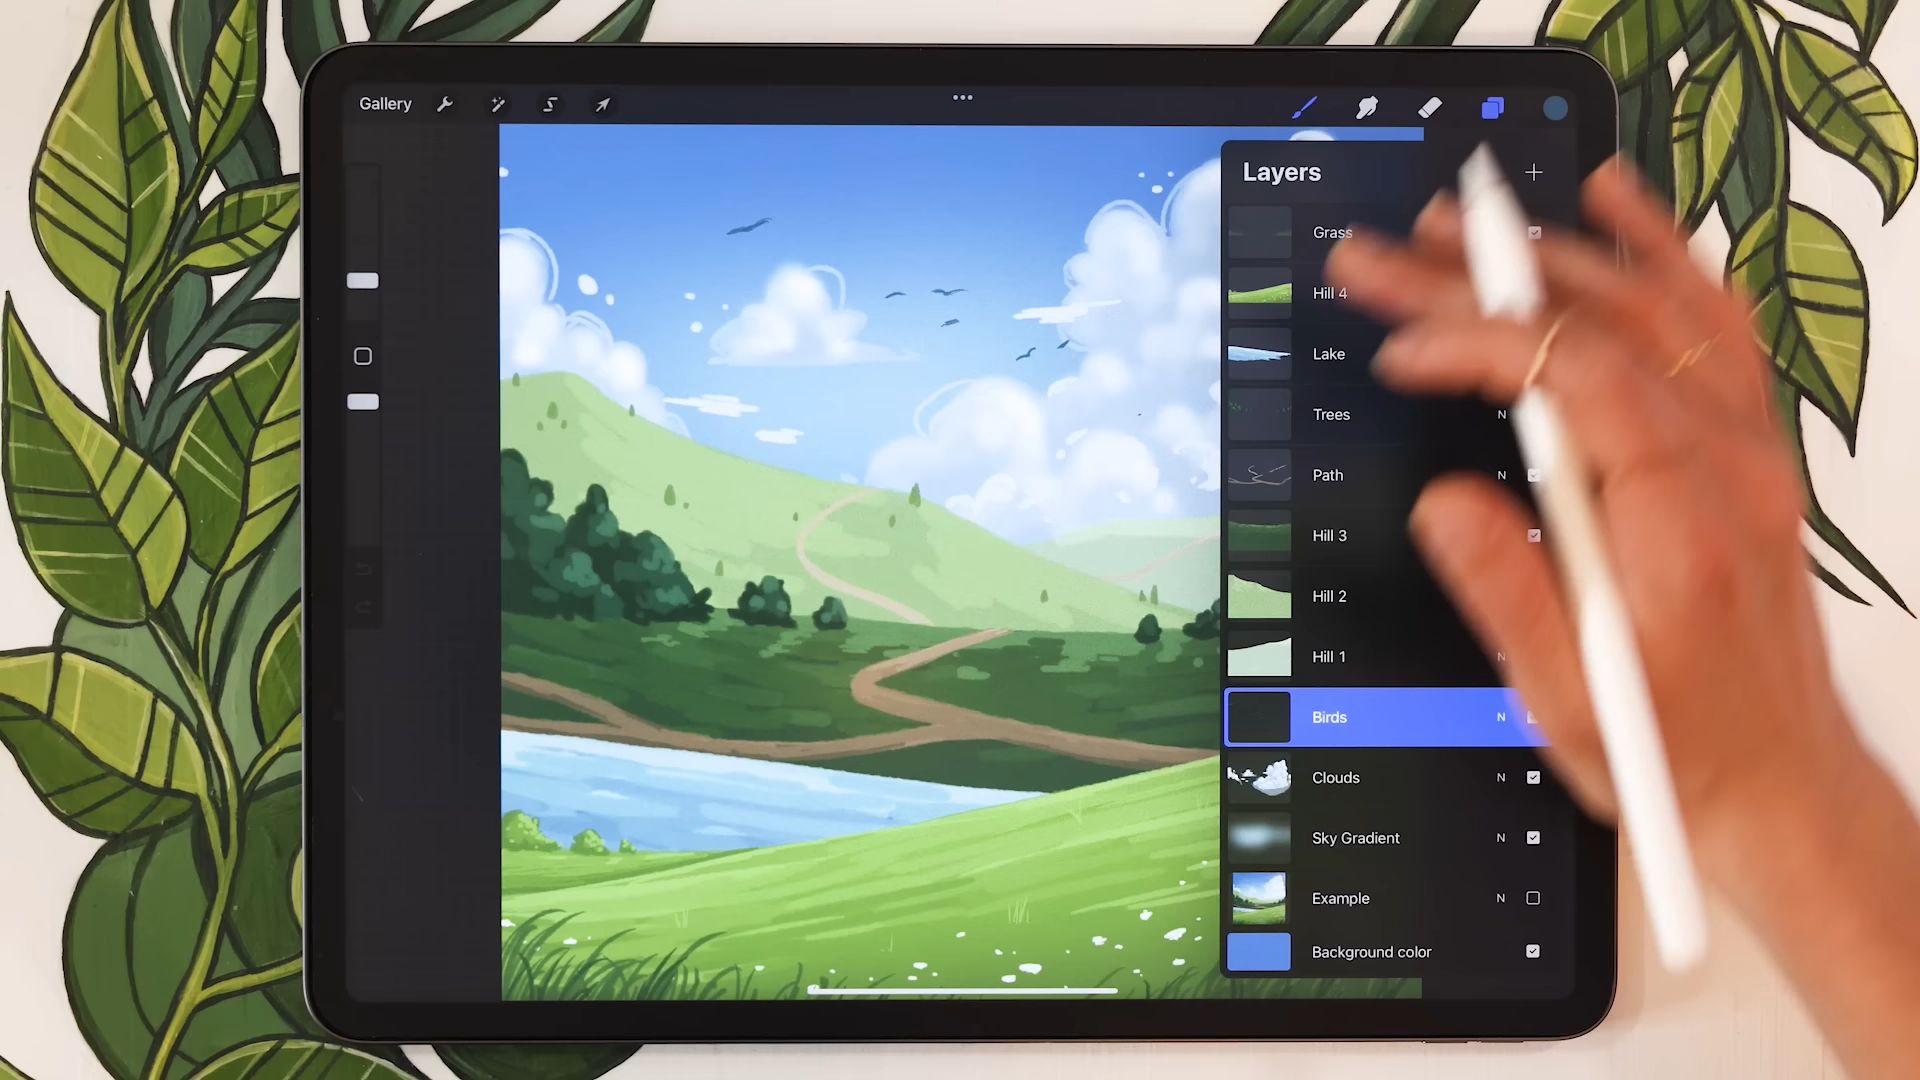 Gallery
Layers
Grass
Hill 4
Lake
Trees N
Path N
Hill 3
Hill 2
Hill 1 N
Birds N
Clouds N
Sky Gradient N
Example N
Background color